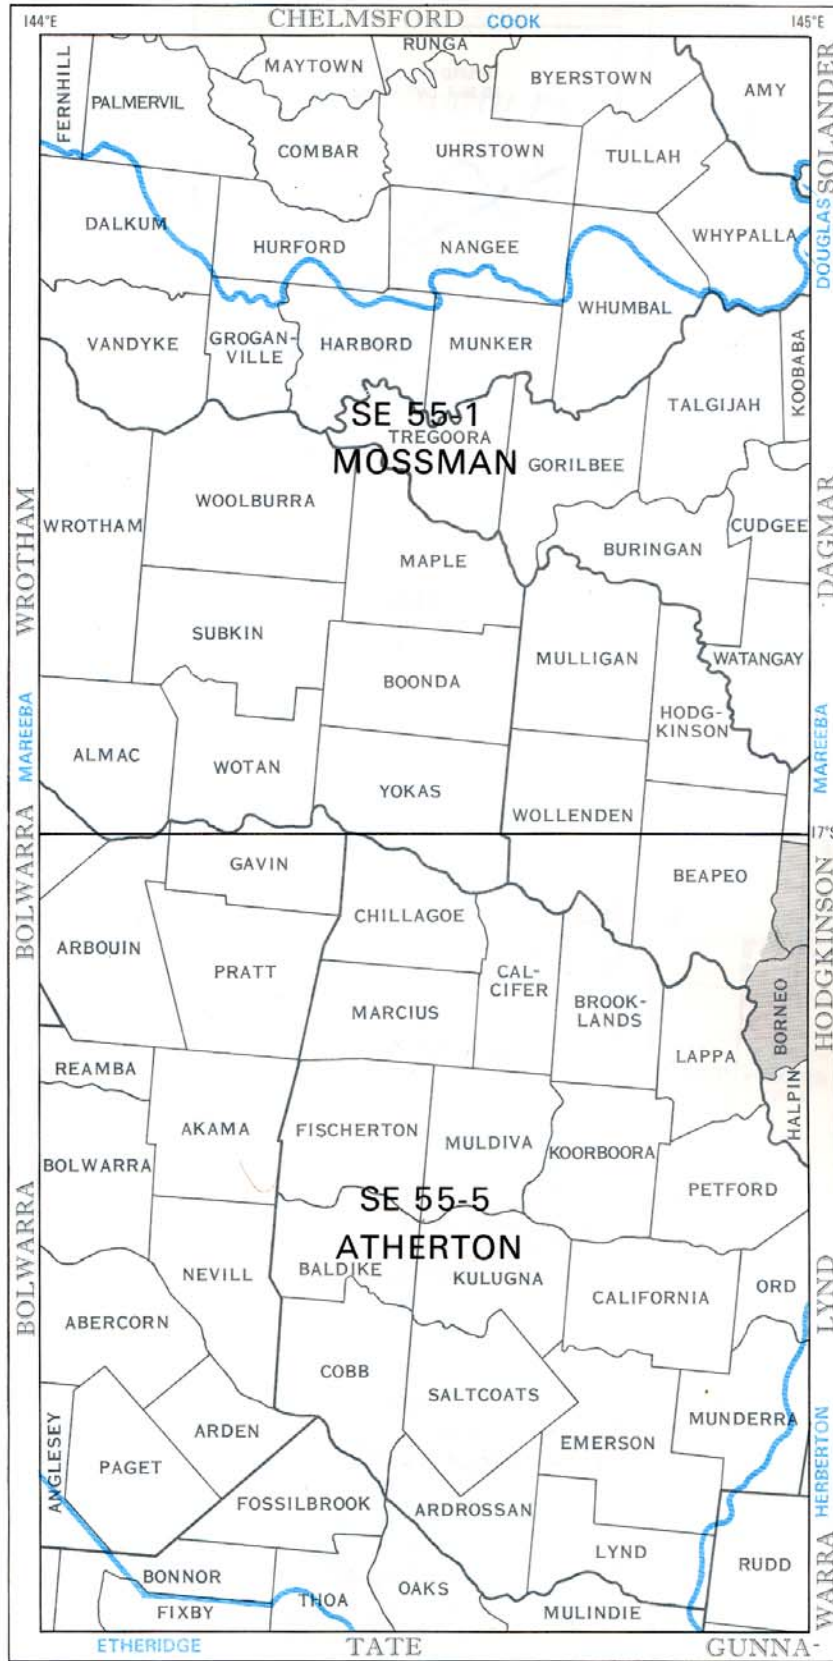 144°E
CHELMSFORD
COOK
145°E
FERNHILL
PALMERVIL
MAYTOWN
RUNGA
BYERSTOWN
AMY
SOLANDER
COMBAR
UHRSTOWN
TULLAH
DALKUM
HURFORD
NANGEE
WHYPALLA
DOUGLAS
VANDYKE
GROGAN-
VILLE
HARBORD
MUNKER
WHUMBAL
KOOBABA
TALGIJAH
SE 55-1
MOSSMAN
TREGOORA
GORILBEE
WROTHAM
WROTHAM
WOOLBURRA
MAPLE
BURINGAN
CUDGEE
DAGMAR
SUBKIN
BOONDA
MULLIGAN
WATANGAY
HODG-
KINSON
MAREEBA
ALMAC
WOTAN
YOKAS
WOLLENDEN
MAREEBA
17°S
BOLWARRA
GAVIN
BEAPEO
CHILLAGOE
ARBOUIN
PRATT
CAL-
CIFER
BROOK-
LANDS
BORNEO
HODGKINSON
MARCIUS
LAPPA
REAMBA
HALPIN
AKAMA
FISCHERTON
MULDIVA
KOORBOORA
BOLWARRA
PETFORD
SE 55-5
ATHERTON
BOLWARRA
NEVILL
BALDIKE
KULUGNA
CALIFORNIA
ORD
LYND
ABERCORN
COBB
SALTCOATS
MUNDERRA
ANGLESEY
ARDEN
EMERSON
HERBERTON
PAGET
FOSSILBROOK
ARDROSSAN
LYND
RUDD
BONNOR
FIXBY
THOA
OAKS
MULINDIE
ETHERIDGE
TATE
GUNNA-
WARRA